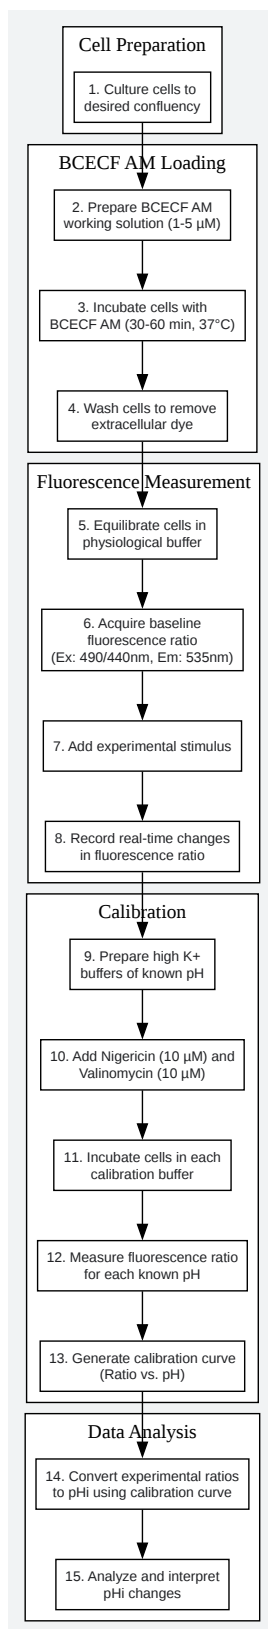 Cell Preparation
1. Culture cells to
desired confluency
BCECF AM Loading
2. Prepare BCECF AM
working solution (1-5 µM)
3. Incubate cells with
BCECF AM (30-60 min, 37°C)
4. Wash cells to remove
extracellular dye
Fluorescence Measurement
5. Equilibrate cells in
physiological buffer
6. Acquire baseline
fluorescence ratio
(Ex: 490/440nm, Em: 535nm)
7. Add experimental stimulus
8. Record real-time changes
in fluorescence ratio
Calibration
9. Prepare high K+
buffers of known pH
10. Add Nigericin (10 µM) and
Valinomycin (10 µM)
11. Incubate cells in each
calibration buffer
12. Measure fluorescence ratio
for each known pH
13. Generate calibration curve
(Ratio vs. pH)
Data Analysis
14. Convert experimental ratios
to pHi using calibration curve
15. Analyze and interpret
pHi changes